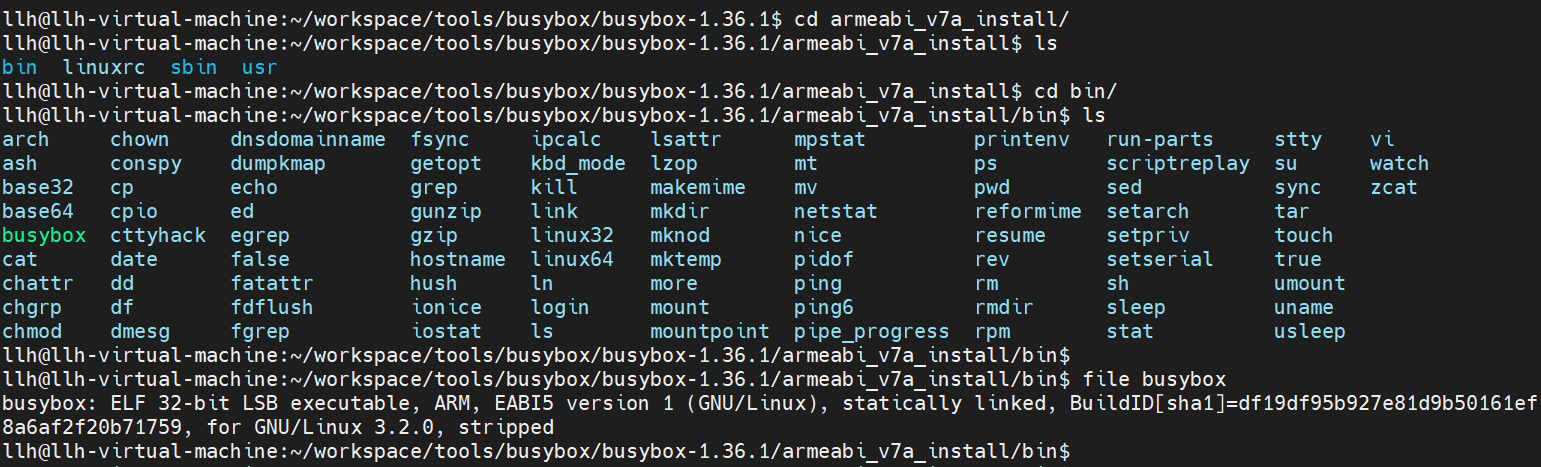 llh@llh-virtual-machine:~/workspace/tools/busybox/busybox-1.36.1$ cd armeabi_v7a_install/
llh@llh-virtual-machine:~/workspace/tools/busybox/busybox-1.36.1/armeabi_v7a_install$ ls
bin linuxrc sbin usr
llh@llh-virtual-machine:~/workspace/tools/busybox/busybox-1.36.1/armeabi_v7a_install$ cd bin/
llh@llh-virtual-machine:~/workspace/tools/busybox/busybox-1.36.1/armeabi_v7a_install/bin$ ls
arch chown dnsdomainname fsync ipcalc lsattr mpstat printenv run-parts stty vi
ash conspy dumpkmap getopt kbd_mode lzop mt ps scriptreplay su watch
base32 cp echo grep kill makemime mv pwd sed sync zcat
base64 cpio ed gunzip link mkdir netstat reformime setarch tar
busybox cttyhack egrep gzip linux32 mknod nice resume setpriv touch
cat date false hostname linux64 mktemp pidof rev setserial true
chattr dd fatattr hush ln more ping rm sh umount
chgrp df fdflush ionice login mount ping6 rmdir sleep uname
chmod dmesg fgrep iostat ls mountpoint pipe_progress rpm stat usleep
llh@llh-virtual-machine:~/workspace/tools/busybox/busybox-1.36.1/armeabi_v7a_install/bin$
llh@llh-virtual-machine:~/workspace/tools/busybox/busybox-1.36.1/armeabi_v7a_install/bin$ file busybox
busybox: ELF 32-bit LSB executable, ARM, EABI5 version 1 (GNU/Linux), statically linked, BuildID[sha1]=df19df95b927e81d9b50161ef
8a6af2f20b71759, for GNU/Linux 3.2.0, stripped
llh@llh-virtual-machine:~/workspace/tools/busybox/busybox-1.36.1/armeabi_v7a_install/bin$